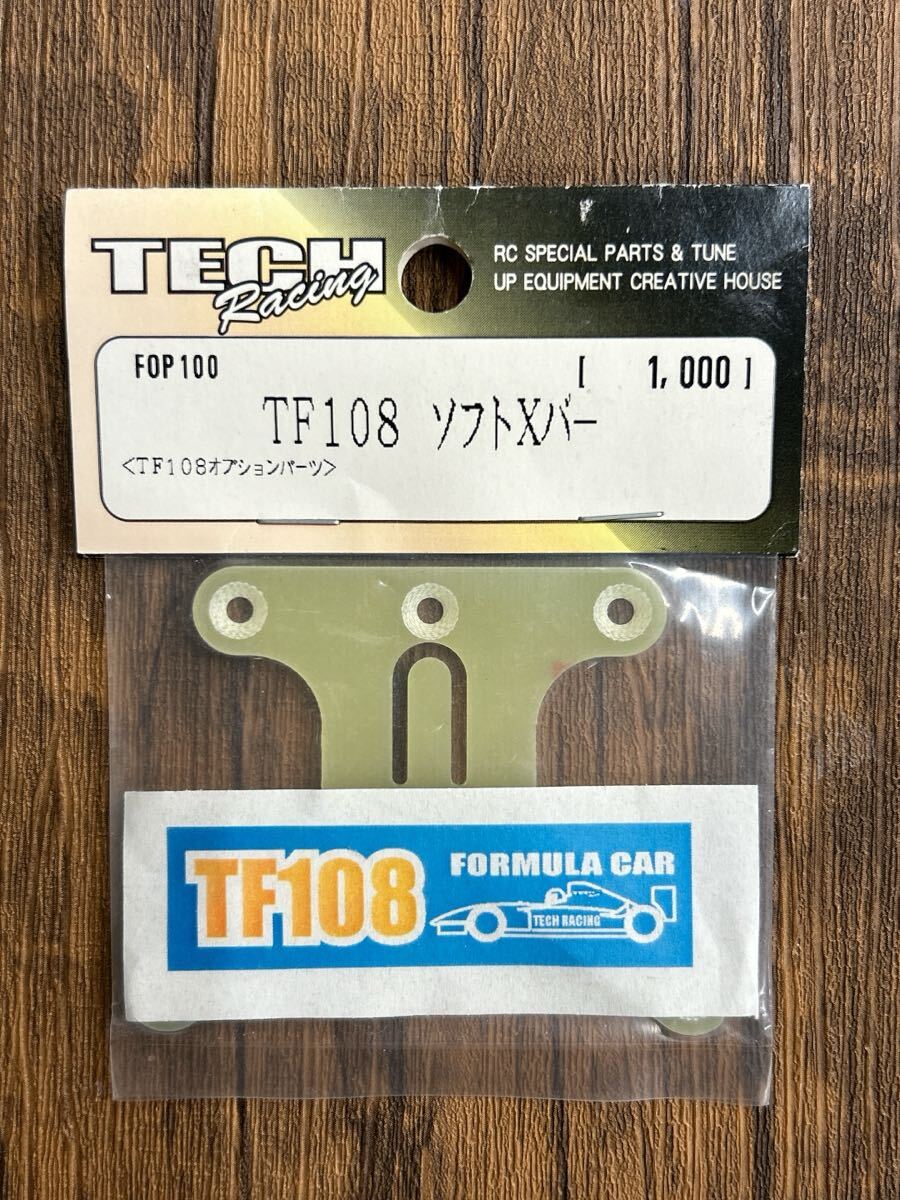 TECH
Racing
RC SPECIAL PARTS & TUNE
UP EQUIPMENT CREATIVE HOUSE
FOP100 [ 1,000 ]
TF108 ソフトXバー
<TF108オプションパーツ>
TF108
FORMULA CAR
TECH
TECH RACING